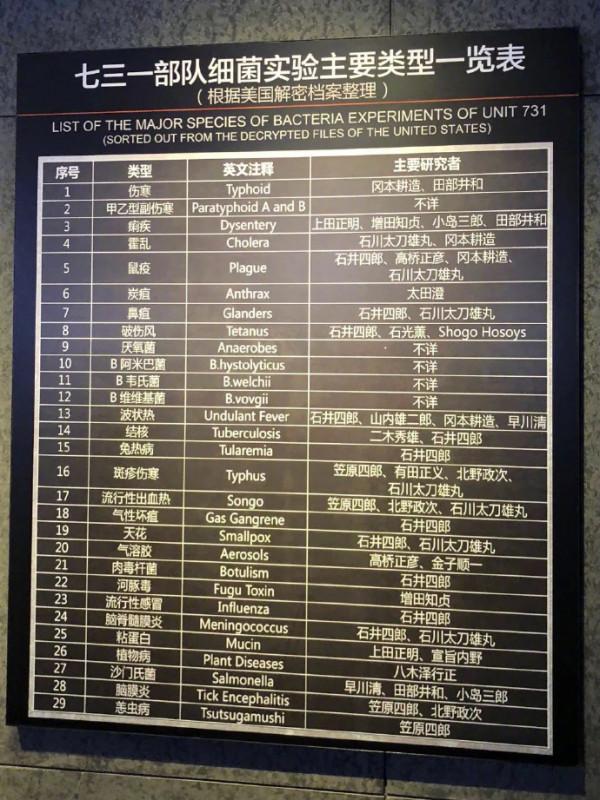 七三一部队细菌实验主要类型一览表
（根据美国解密档案整理）
LIST OF THE MAJOR SPECIES OF BACTERIA EXPERIMENTS OF UNIT 731
(SORTED OUT FROM THE DECRYPTED FILES OF THE UNITED STATES)
序号 类型 英文注释 主要研究者
1 伤寒 Typhoid 冈本耕造、田部井和
2 甲乙型副伤寒 Paratyphoid A and B 不详
3 痢疾 Dysentery 上田正明、增田知贞、小岛三郎、田部井和
4 霍乱 Cholera 石川太刀雄丸、冈本耕造
5 鼠疫 Plague 石井四郎、高桥正彦、冈本耕造、
石川太刀雄丸
6 炭疽 Anthrax 太田澄
7 鼻疽 Glanders 石井四郎、石川太刀雄丸
8 破伤风 Tetanus 石井四郎、石光薰、Shogo Hosoys
9 厌氧菌 Anaerobes 不详
10 B 阿米巴菌 B.hystolyticus 不详
11 B 韦氏菌 B.welchii 不详
12 B 维维基菌 B.vovgii 不详
13 波状热 Undulant Fever 石井四郎、山内雄二郎、冈本耕造、早川清
14 结核 Tuberculosis 二木秀雄、石井四郎
15 兔热病 Tularemia 石井四郎
16 斑疹伤寒 Typhus 笠原四郎、有田正义、北野政次、
石川太刀雄丸
17 流行性出血热 Songo 笠原四郎、北野政次、石川太刀雄丸
18 气性坏疽 Gas Gangrene 石井四郎
19 天花 Smallpox 石井四郎、石川太刀雄丸
20 气溶胶 Aerosols 高桥正彦、金子顺一
21 肉毒杆菌 Botulism 石井四郎
22 河豚毒 Fugu Toxin 增田知贞
23 流行性感冒 Influenza 石井四郎
24 脑脊髓膜炎 Meningococcus 石井四郎、石川太刀雄丸
25 粘蛋白 Mucin 上田正明、宣旨内野
26 植物病 Plant Diseases 八木泽行正
27 沙门氏菌 Salmonella 早川清、田部井和、小岛三郎
28 脑膜炎 Tick Encephalitis 笠原四郎、北野政次
29 恙虫病 Tsutsugamushi 笠原四郎